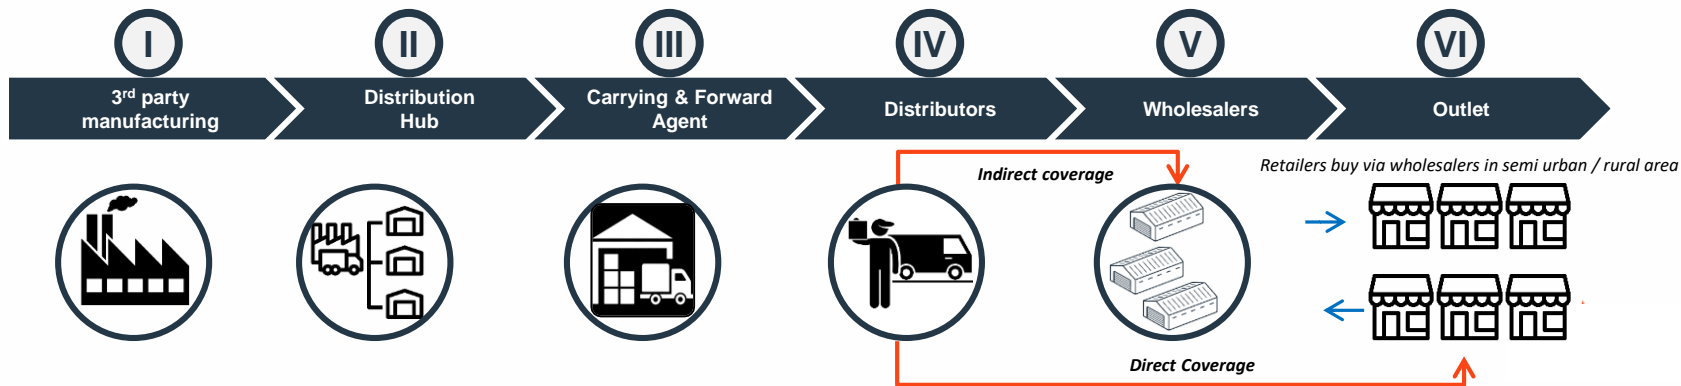 I
II
III
IV
V
VI
3rd party
manufacturing
Distribution
Hub
Carrying & Forward
Agent
Distributors
Wholesalers
Outlet
Retailers buy via wholesalers in semi urban / rural area
Indirect coverage
Direct Coverage